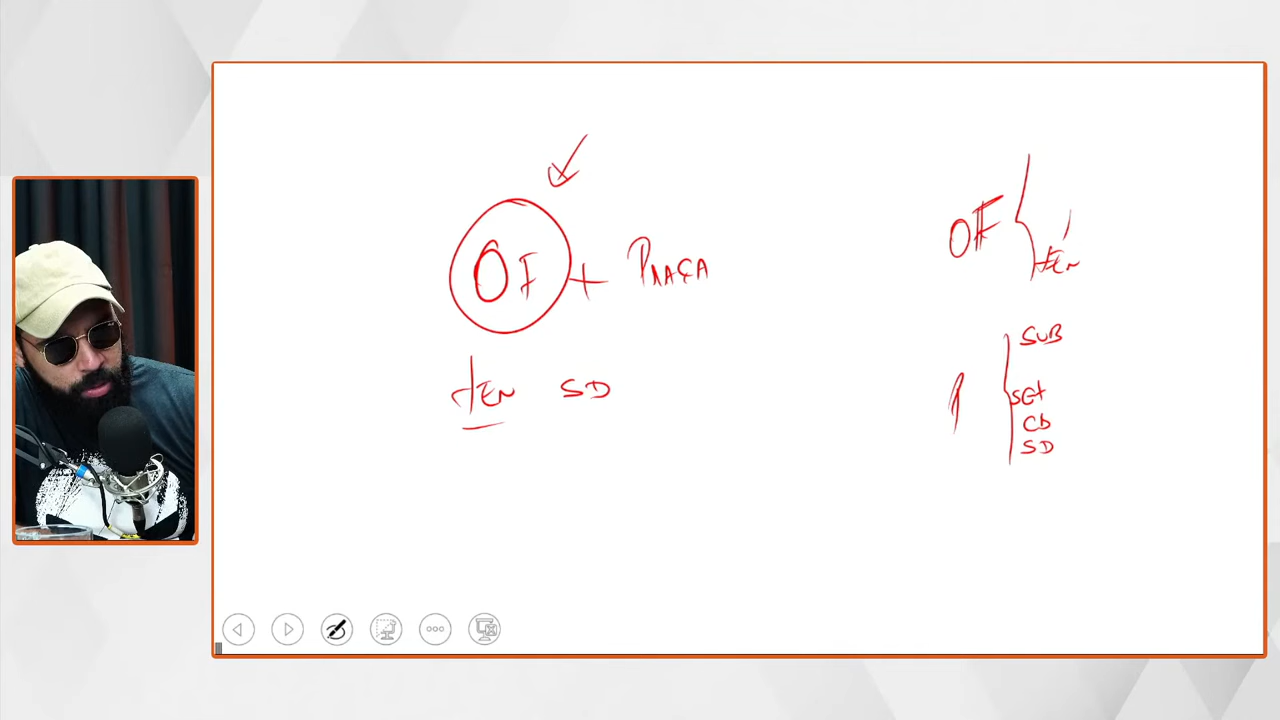 OF + PRAÇA
TEN SD
OF
TEN
SUB
P
SGT
CB
SD